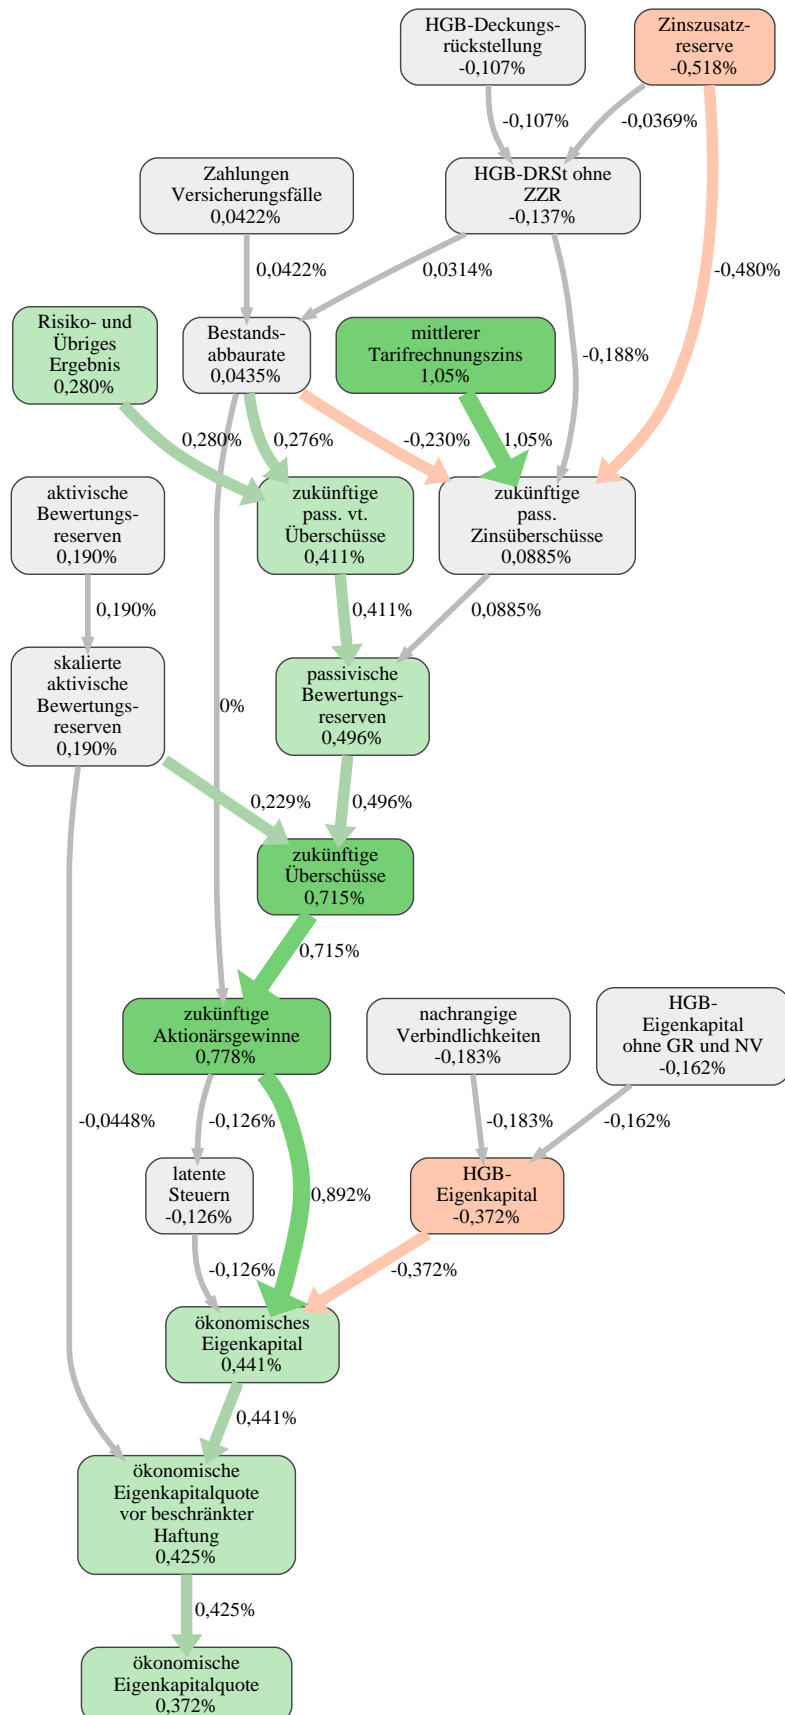 HGB-Deckungs-
rückstellung
-0,107%
Zinszusatz-
reserve
-0,518%
-0,107%
-0,0369%
Zahlungen
Versicherungsfälle
0,0422%
HGB-DRSt ohne
ZZR
-0,137%
0,0422%
0,0314%
-0,480%
Risiko- und
Übriges
Ergebnis
0,280%
Bestands-
abbaurate
0,0435%
mittlerer
Tarifrechnungszins
1,05%
-0,188%
0,280%
0,276%
-0,230%
1,05%
aktivische
Bewertungs-
reserven
0,190%
zukünftige
pass. vt.
Überschüsse
0,411%
zukünftige
pass.
Zinsüberschüsse
0,0885%
0,190%
0,411%
0,0885%
skalierte
aktivische
Bewertungs-
reserven
0,190%
0%
passivische
Bewertungs-
reserven
0,496%
0,229%
0,496%
zukünftige
Überschüsse
0,715%
0,715%
zukünftige
Aktionärsgewinne
0,778%
nachrangige
Verbindlichkeiten
-0,183%
HGB-
Eigenkapital
ohne GR und NV
-0,162%
-0,0448%
-0,126%
-0,183%
-0,162%
latente
Steuern
-0,126%
0,892%
HGB-
Eigenkapital
-0,372%
-0,126%
-0,372%
ökonomisches
Eigenkapital
0,441%
0,441%
ökonomische
Eigenkapitalquote
vor beschränkter
Haftung
0,425%
0,425%
ökonomische
Eigenkapitalquote
0,372%